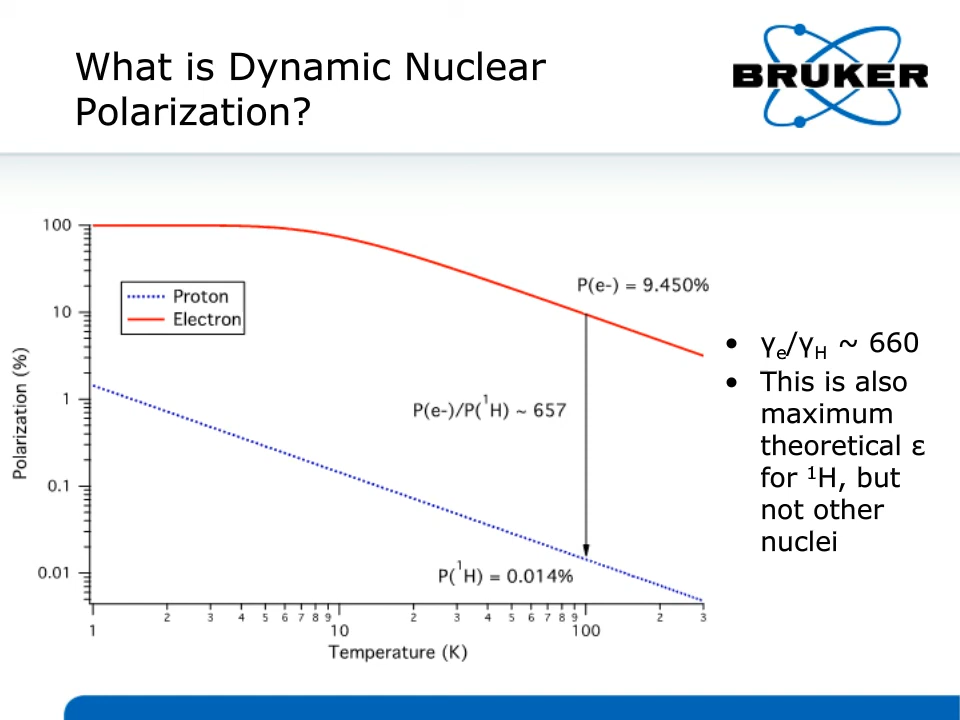 What is Dynamic Nuclear
Polarization?
BRUKER
100
10
1
0.1
0.01
Polarization (%)
Proton
Electron
P(e-) = 9.450%
P(e-)/P(¹H) ~ 657
P(¹H) = 0.014%
2 3 4 5 6 7 8 9 2 3 4 5 6 7 8 9 2 3
1 10 100
Temperature (K)
• γₑ/γH ~ 660
• This is also
maximum
theoretical ε
for ¹H, but
not other
nuclei